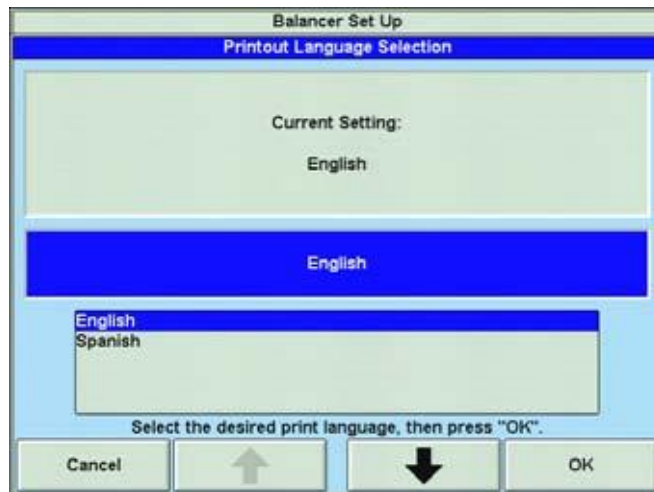 Balancer Set Up
Printout Language Selection
Current Setting:
English
English
English
Spanish
Select the desired print language, then press "OK".
Cancel
OK